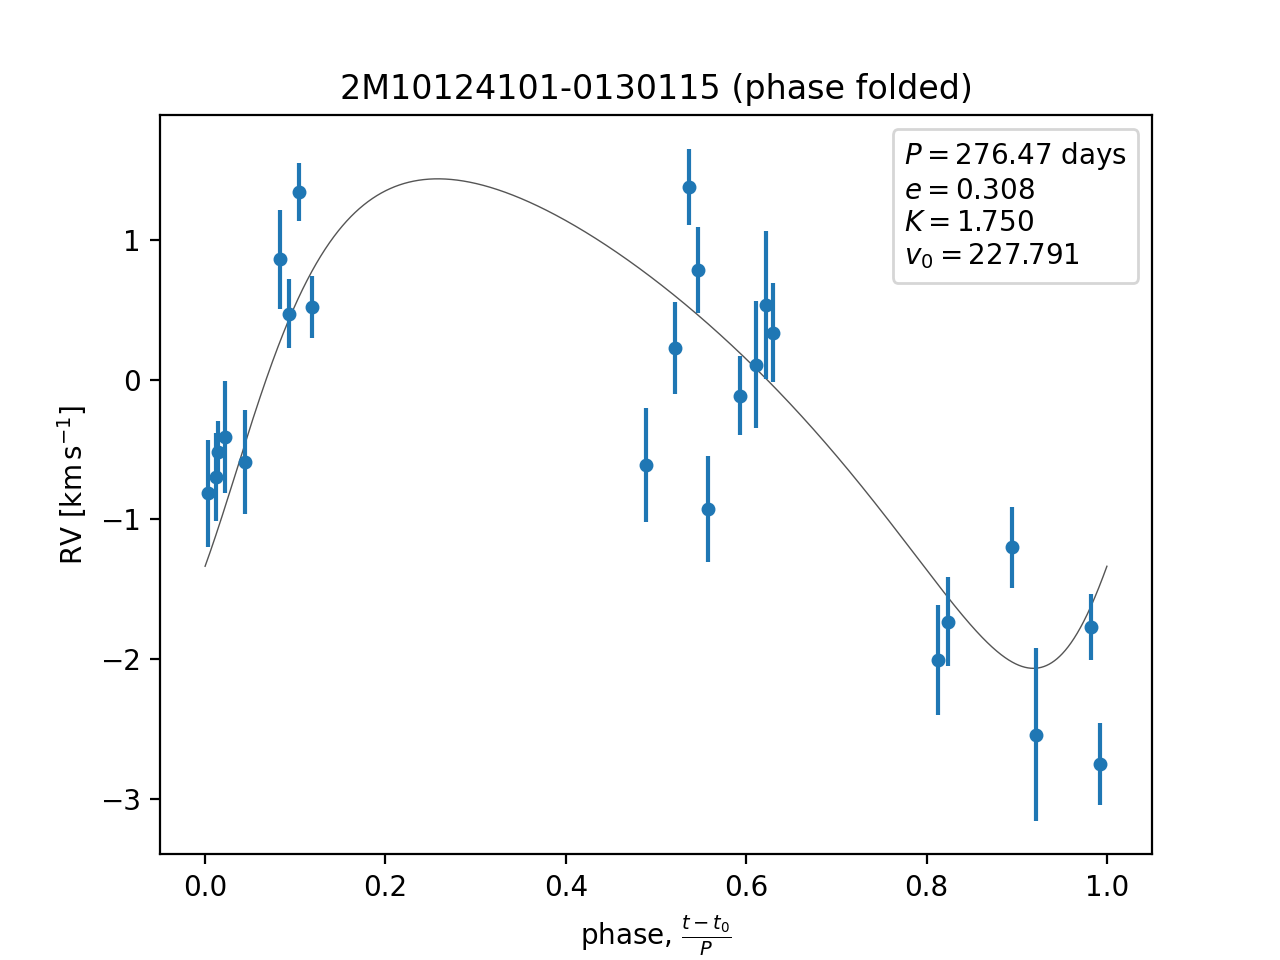 2M10124101-0130115 (phase folded)
P = 276.47 days
e = 0.308
K = 1.750
v₀ = 227.791
RV [km s⁻¹]
1
0
−1
−2
−3
0.0 0.2 0.4 0.6 0.8 1.0
phase, (t − t₀)/P